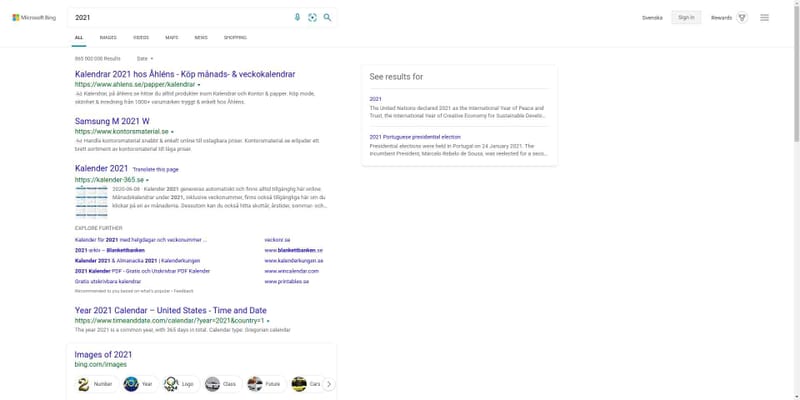 Microsoft Bing
2021
Svenska
Sign in
Rewards
ALL
IMAGES
VIDEOS
MAPS
NEWS
SHOPPING
865 000 000 Results
Date
Kalendrar 2021 hos Åhléns - Köp månads- & veckokalendrar
https://www.ahlens.se/papper/kalendrar
Ad Kalendrar, på åhléns.se hittar du alltid produkter inom Kalendrar och Kontor & papper. Köp mode,
skönhet & inredning från 1000+ varumärken tryggt & enkelt hos Åhléns.
Samsung M 2021 W
https://www.kontorsmaterial.se
Ad Handla kontorsmaterial snabbt & enkelt online till oslagbara priser. Kontorsmaterial.se erbjuder ett
brett sortiment av kontorsmaterial till låga priser.
Kalender 2021 Translate this page
https://kalender-365.se
2020-06-08 · Kalender 2021 genereras automatiskt och finns alltid tillgänglig här online.
Månadskalendrar under 2021, inklusive veckonummer, finns också tillgängliga här om du
klickar på en av månaderna. Dessutom kan du också hitta skottår, årstider, sommar- och…
EXPLORE FURTHER
Kalender för 2021 med helgdagar och veckonummer ... veckonr.se
2021 arkiv – Blankettbanken www.blankettbanken.se
Kalender 2021 & Almanacka 2021 | Kalenderkungen www.kalenderkungen.se
2021 Kalender PDF - Gratis och Utskrivbar PDF Kalender www.wincalendar.com
Gratis utskrivbara kalendrar www.printables.se
Recommended to you based on what's popular • Feedback
Year 2021 Calendar – United States - Time and Date
https://www.timeanddate.com/calendar/?year=2021&country=1
The year 2021 is a common year, with 365 days in total. Calendar type: Gregorian calendar
Images of 2021
bing.com/images
Number
Year
Logo
Class
Future
Cars
See results for
2021
The United Nations declared 2021 as the International Year of Peace and
Trust, the International Year of Creative Economy for Sustainable Develo…
2021 Portuguese presidential election
Presidential elections were held in Portugal on 24 January 2021. The
incumbent President, Marcelo Rebelo de Sousa, was reelected for a seco…